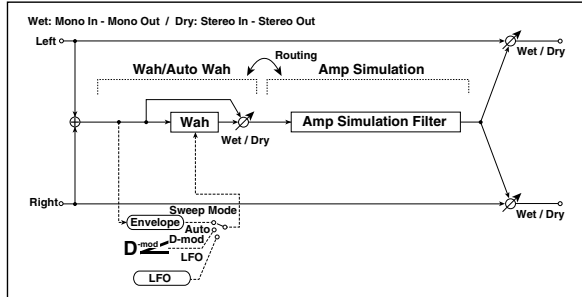 Wet: Mono In - Mono Out / Dry: Stereo In - Stereo Out
Left
Wet / Dry
Routing
Wah/Auto Wah
Amp Simulation
Wah
Amp Simulation Filter
Wet / Dry
Right
Wet / Dry
Sweep Mode
Envelope
Auto
D-mod
D-mod
LFO
LFO